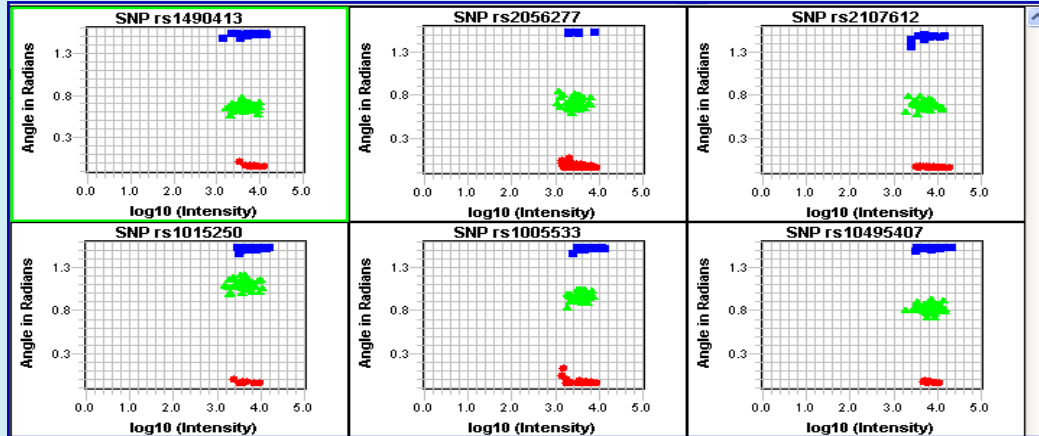 SNP rs1490413
Angle in Radians
1.3
0.8
0.3
0.0 1.0 2.0 3.0 4.0 5.0
log10 (Intensity)
SNP rs2056277
Angle in Radians
1.3
0.8
0.3
0.0 1.0 2.0 3.0 4.0 5.0
log10 (Intensity)
SNP rs2107612
Angle in Radians
1.3
0.8
0.3
0.0 1.0 2.0 3.0 4.0 5.0
log10 (Intensity)
SNP rs1015250
Angle in Radians
1.3
0.8
0.3
0.0 1.0 2.0 3.0 4.0 5.0
log10 (Intensity)
SNP rs1005533
Angle in Radians
1.3
0.8
0.3
0.0 1.0 2.0 3.0 4.0 5.0
log10 (Intensity)
SNP rs10495407
Angle in Radians
1.3
0.8
0.3
0.0 1.0 2.0 3.0 4.0 5.0
log10 (Intensity)